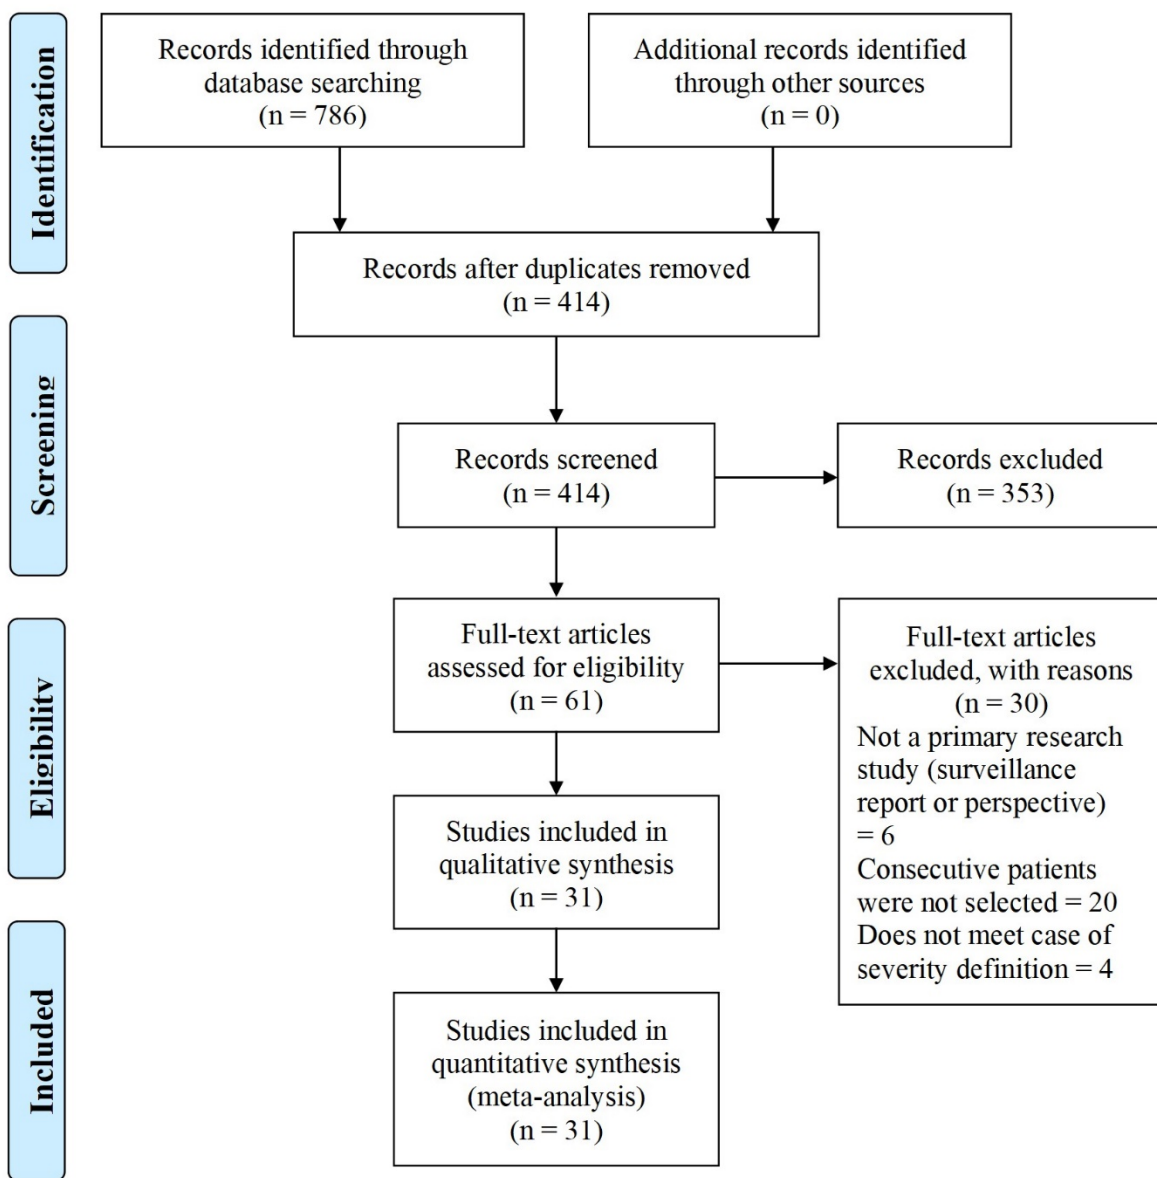 Identification
Records identified through
database searching
(n = 786)
Additional records identified
through other sources
(n = 0)
Records after duplicates removed
(n = 414)
Screening
Records screened
(n = 414)
Records excluded
(n = 353)
Eligibility
Full-text articles
assessed for eligibility
(n = 61)
Full-text articles
excluded, with reasons
(n = 30)
Not a primary research
study (surveillance
report or perspective)
= 6
Consecutive patients
were not selected = 20
Does not meet case of
severity definition = 4
Studies included in
qualitative synthesis
(n = 31)
Included
Studies included in
quantitative synthesis
(meta-analysis)
(n = 31)